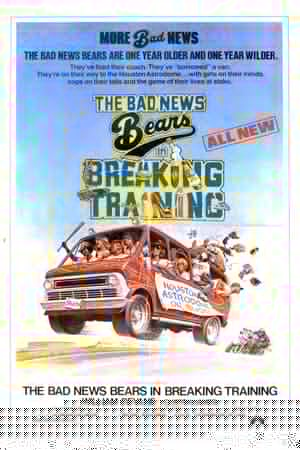 MORE Bad NEWS
THE BAD NEWS BEARS ARE ONE YEAR OLDER AND ONE YEAR WILDER.
They've fired their coach. They've "borrowed" a van.
They're on their way to the Houston Astrodome...with girls on their minds,
cops on their tails and the game of their lives at stake.
THE BAD NEWS
Bears
IN
BREAKING
TRAINING
ALL NEW
HOUSTON
ASTRODOME
THE BAD NEWS BEARS IN BREAKING TRAINING